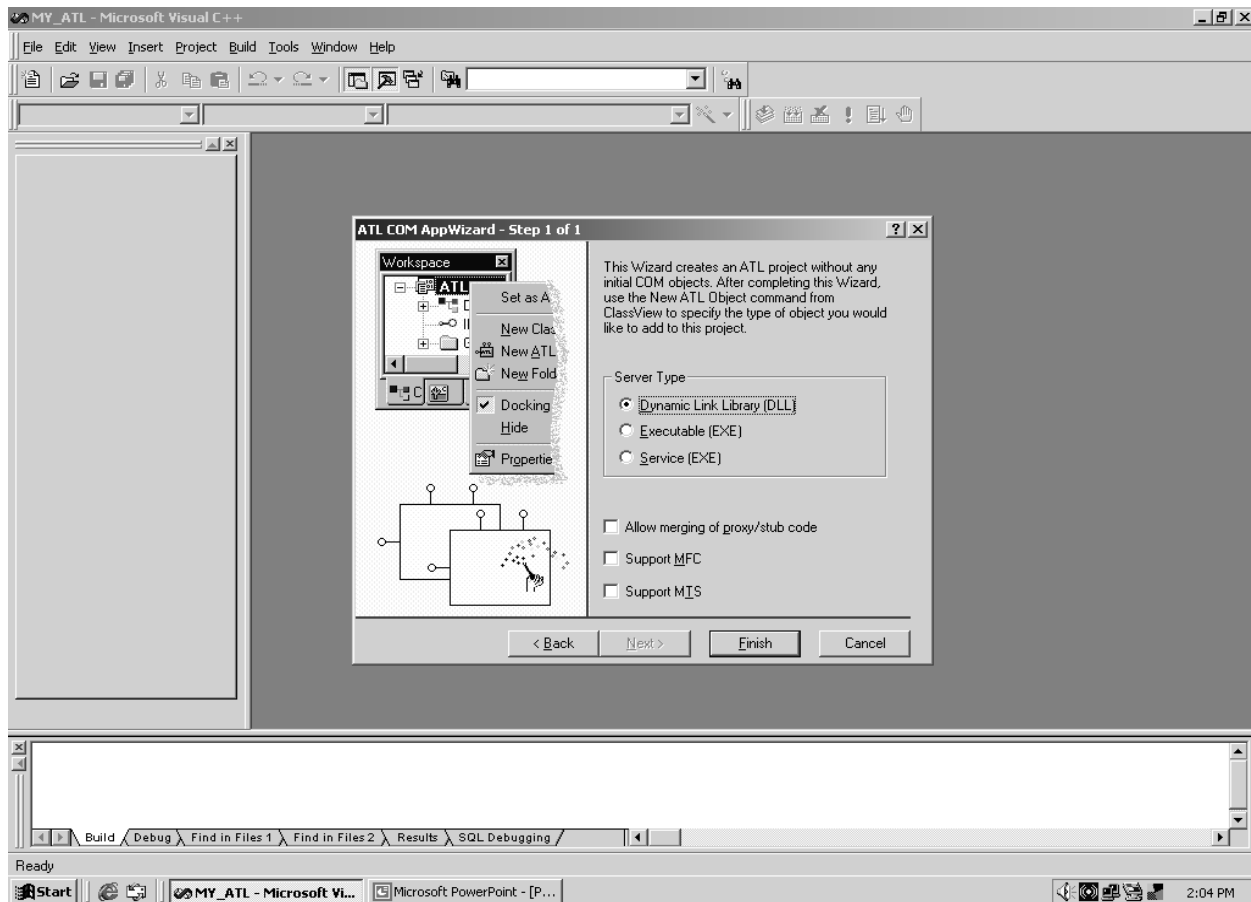 MY_ATL - Microsoft Visual C++
File Edit View Insert Project Build Tools Window Help
ATL COM AppWizard - Step 1 of 1
Workspace
ATL
Set as A
New Clas
New ATL
New Fold
Docking
Hide
Propertie
C
This Wizard creates an ATL project without any
initial COM objects. After completing this Wizard,
use the New ATL Object command from
ClassView to specify the type of object you would
like to add to this project.
Server Type
Dynamic Link Library (DLL)
Executable (EXE)
Service (EXE)
Allow merging of proxy/stub code
Support MFC
Support MTS
< Back Next > Finish Cancel
Build Debug Find in Files 1 Find in Files 2 Results SQL Debugging
Ready
Start MY_ATL - Microsoft Vi... Microsoft PowerPoint - [P... 2:04 PM